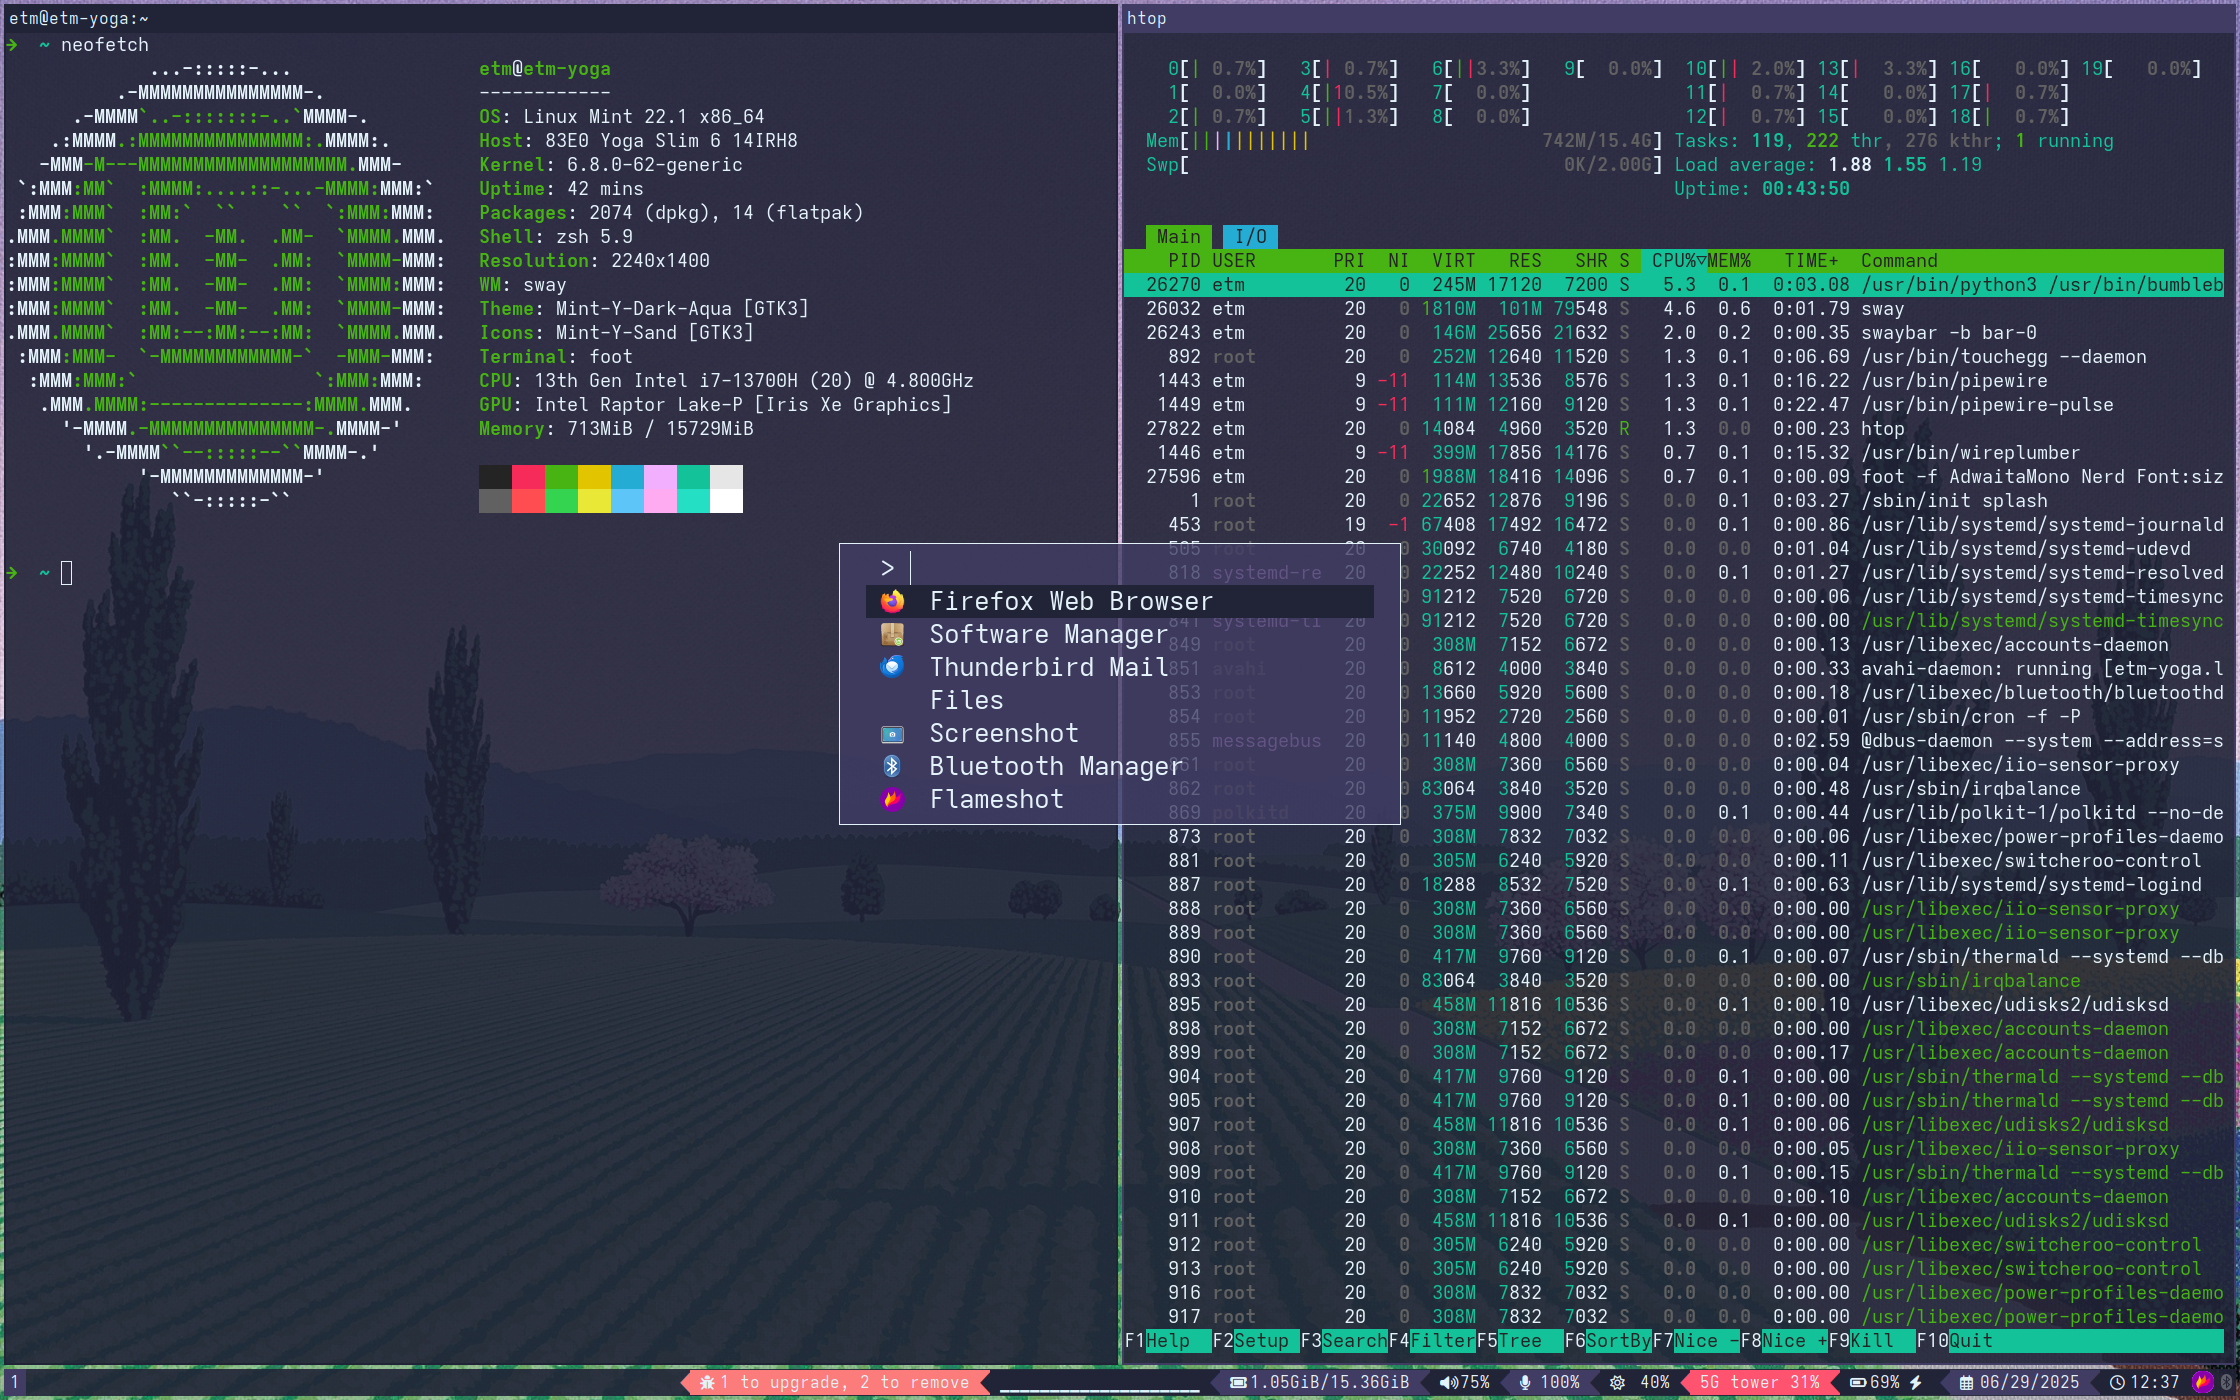 etm@etm-yoga:~
➜ ~ neofetch
etm@etm-yoga
------------
OS: Linux Mint 22.1 x86_64
Host: 83E0 Yoga Slim 6 14IRH8
Kernel: 6.8.0-62-generic
Uptime: 42 mins
Packages: 2074 (dpkg), 14 (flatpak)
Shell: zsh 5.9
Resolution: 2240x1400
WM: sway
Theme: Mint-Y-Dark-Aqua [GTK3]
Icons: Mint-Y-Sand [GTK3]
Terminal: foot
CPU: 13th Gen Intel i7-13700H (20) @ 4.800GHz
GPU: Intel Raptor Lake-P [Iris Xe Graphics]
Memory: 713MiB / 15729MiB
➜ ~
>
Firefox Web Browser
Software Manager
Thunderbird Mail
Files
Screenshot
Bluetooth Manager
Flameshot
htop
0[| 0.7%] 3[| 0.7%] 6[||3.3%] 9[ 0.0%] 10[|| 2.0%] 13[| 3.3%] 16[ 0.0%] 19[ 0.0%]
1[ 0.0%] 4[|10.5%] 7[ 0.0%] 11[| 0.7%] 14[ 0.0%] 17[| 0.7%]
2[| 0.7%] 5[||1.3%] 8[ 0.0%] 12[| 0.7%] 15[ 0.0%] 18[| 0.7%]
Mem[||||||||||| 742M/15.4G] Tasks: 119, 222 thr, 276 kthr; 1 running
Swp[ 0K/2.00G] Load average: 1.88 1.55 1.19
Uptime: 00:43:50
Main I/O
PID USER PRI NI VIRT RES SHR S CPU%▽MEM% TIME+ Command
26270 etm 20 0 245M 17120 7200 S 5.3 0.1 0:03.08 /usr/bin/python3 /usr/bin/bumbleb
26032 etm 20 0 1810M 101M 79548 S 4.6 0.6 0:01.79 sway
26243 etm 20 0 146M 25656 21632 S 2.0 0.2 0:00.35 swaybar -b bar-0
892 root 20 0 252M 12640 11520 S 1.3 0.1 0:06.69 /usr/bin/touchegg --daemon
1443 etm 9 -11 114M 13536 8576 S 1.3 0.1 0:16.22 /usr/bin/pipewire
1449 etm 9 -11 111M 12160 9120 S 1.3 0.1 0:22.47 /usr/bin/pipewire-pulse
27822 etm 20 0 14084 4960 3520 R 1.3 0.0 0:00.23 htop
1446 etm 9 -11 399M 17856 14176 S 0.7 0.1 0:15.32 /usr/bin/wireplumber
27596 etm 20 0 1988M 18416 14096 S 0.7 0.1 0:00.09 foot -f AdwaitaMono Nerd Font:siz
1 root 20 0 22652 12876 9196 S 0.0 0.1 0:03.27 /sbin/init splash
453 root 19 -1 67408 17492 16472 S 0.0 0.1 0:00.86 /usr/lib/systemd/systemd-journald
505 root 20 0 30092 6740 4180 S 0.0 0.0 0:01.04 /usr/lib/systemd/systemd-udevd
818 systemd-re 20 0 22252 12480 10240 S 0.0 0.1 0:01.27 /usr/lib/systemd/systemd-resolved
0 91212 7520 6720 S 0.0 0.0 0:00.06 /usr/lib/systemd/systemd-timesync
841 systemd-ti 20 0 91212 7520 6720 S 0.0 0.0 0:00.00 /usr/lib/systemd/systemd-timesync
849 root 20 0 308M 7152 6672 S 0.0 0.0 0:00.13 /usr/libexec/accounts-daemon
851 avahi 20 0 8612 4000 3840 S 0.0 0.0 0:00.33 avahi-daemon: running [etm-yoga.l
853 root 20 0 13660 5920 5600 S 0.0 0.0 0:00.18 /usr/libexec/bluetooth/bluetoothd
854 root 20 0 11952 2720 2560 S 0.0 0.0 0:00.01 /usr/sbin/cron -f -P
855 messagebus 20 0 11140 4800 4000 S 0.0 0.0 0:02.59 @dbus-daemon --system --address=s
861 root 20 0 308M 7360 6560 S 0.0 0.0 0:00.04 /usr/libexec/iio-sensor-proxy
862 root 20 0 83064 3840 3520 S 0.0 0.0 0:00.48 /usr/sbin/irqbalance
869 polkitd 20 0 375M 9900 7340 S 0.0 0.1 0:00.44 /usr/lib/polkit-1/polkitd --no-de
873 root 20 0 308M 7832 7032 S 0.0 0.0 0:00.06 /usr/libexec/power-profiles-daemo
881 root 20 0 305M 6240 5920 S 0.0 0.0 0:00.11 /usr/libexec/switcheroo-control
887 root 20 0 18288 8532 7520 S 0.0 0.1 0:00.63 /usr/lib/systemd/systemd-logind
888 root 20 0 308M 7360 6560 S 0.0 0.0 0:00.00 /usr/libexec/iio-sensor-proxy
889 root 20 0 308M 7360 6560 S 0.0 0.0 0:00.00 /usr/libexec/iio-sensor-proxy
890 root 20 0 417M 9760 9120 S 0.0 0.1 0:00.07 /usr/sbin/thermald --systemd --db
893 root 20 0 83064 3840 3520 S 0.0 0.0 0:00.00 /usr/sbin/irqbalance
895 root 20 0 458M 11816 10536 S 0.0 0.1 0:00.10 /usr/libexec/udisks2/udisksd
898 root 20 0 308M 7152 6672 S 0.0 0.0 0:00.00 /usr/libexec/accounts-daemon
899 root 20 0 308M 7152 6672 S 0.0 0.0 0:00.17 /usr/libexec/accounts-daemon
904 root 20 0 417M 9760 9120 S 0.0 0.1 0:00.00 /usr/sbin/thermald --systemd --db
905 root 20 0 417M 9760 9120 S 0.0 0.1 0:00.00 /usr/sbin/thermald --systemd --db
907 root 20 0 458M 11816 10536 S 0.0 0.1 0:00.06 /usr/libexec/udisks2/udisksd
908 root 20 0 308M 7360 6560 S 0.0 0.0 0:00.05 /usr/libexec/iio-sensor-proxy
909 root 20 0 417M 9760 9120 S 0.0 0.1 0:00.15 /usr/sbin/thermald --systemd --db
910 root 20 0 308M 7152 6672 S 0.0 0.0 0:00.10 /usr/libexec/accounts-daemon
911 root 20 0 458M 11816 10536 S 0.0 0.1 0:00.00 /usr/libexec/udisks2/udisksd
912 root 20 0 305M 6240 5920 S 0.0 0.0 0:00.00 /usr/libexec/switcheroo-control
913 root 20 0 305M 6240 5920 S 0.0 0.0 0:00.00 /usr/libexec/switcheroo-control
916 root 20 0 308M 7832 7032 S 0.0 0.0 0:00.00 /usr/libexec/power-profiles-daemo
917 root 20 0 308M 7832 7032 S 0.0 0.0 0:00.00 /usr/libexec/power-profiles-daemo
F1Help F2Setup F3SearchF4FilterF5Tree F6SortByF7Nice -F8Nice +F9Kill F10Quit
1 1 to upgrade, 2 to remove 1.05GiB/15.36GiB 75% 100% 40% 5G tower 31% 69% 06/29/2025 12:37